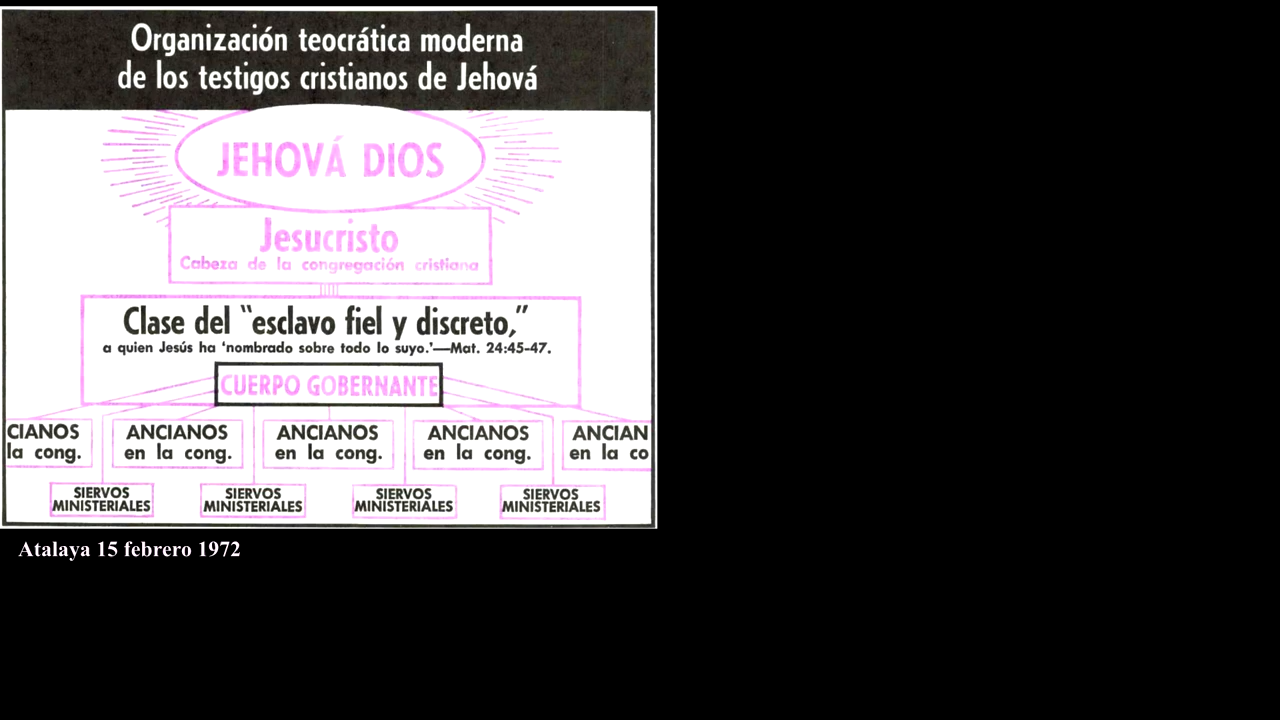 Organización teocrática moderna
de los testigos cristianos de Jehová
JEHOVÁ DIOS
Jesucristo
Cabeza de la congregación cristiana
Clase del “esclavo fiel y discreto,”
a quien Jesús ha ‘nombrado sobre todo lo suyo.’—Mat. 24:45-47.
CUERPO GOBERNANTE
CIANOS
la cong.
ANCIANOS
en la cong.
ANCIANOS
en la cong.
ANCIANOS
en la cong.
ANCIAN
en la co
SIERVOS
MINISTERIALES
SIERVOS
MINISTERIALES
SIERVOS
MINISTERIALES
SIERVOS
MINISTERIALES
Atalaya 15 febrero 1972